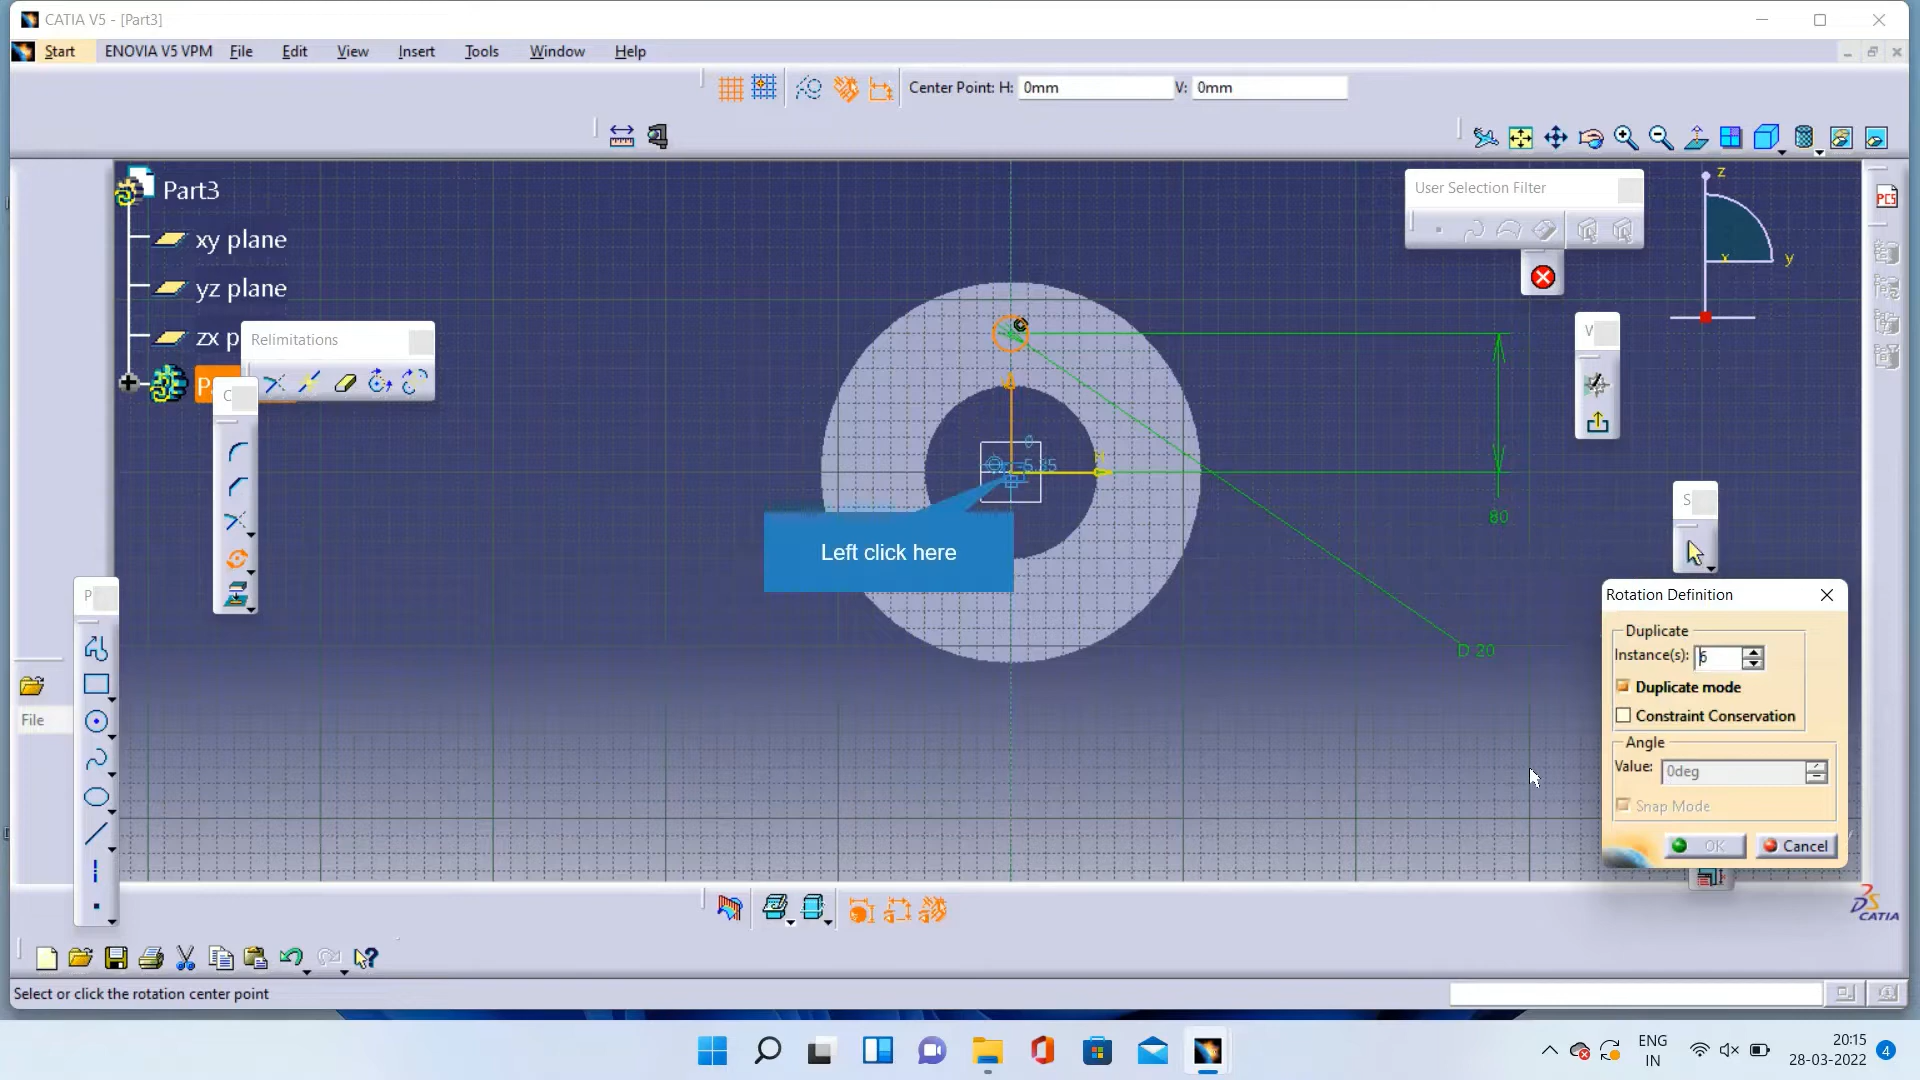 CATIA V5 - [Part3]
Start
ENOVIA V5 VPM
File
Edit
View
Insert
Tools
Window
Help
Center Point: H: 0mm
V: 0mm
Part3
xy plane
yz plane
zx p
Relimitations
C
User Selection Filter
z
x
y
V
S
P
File
80
D 20
Left click here
Rotation Definition
Duplicate
Instance(s): 6
Duplicate mode
Constraint Conservation
Angle
Value: 0deg
Snap Mode
OK
Cancel
CATIA
Select or click the rotation center point
ENG
IN
20:15
28-03-2022
4